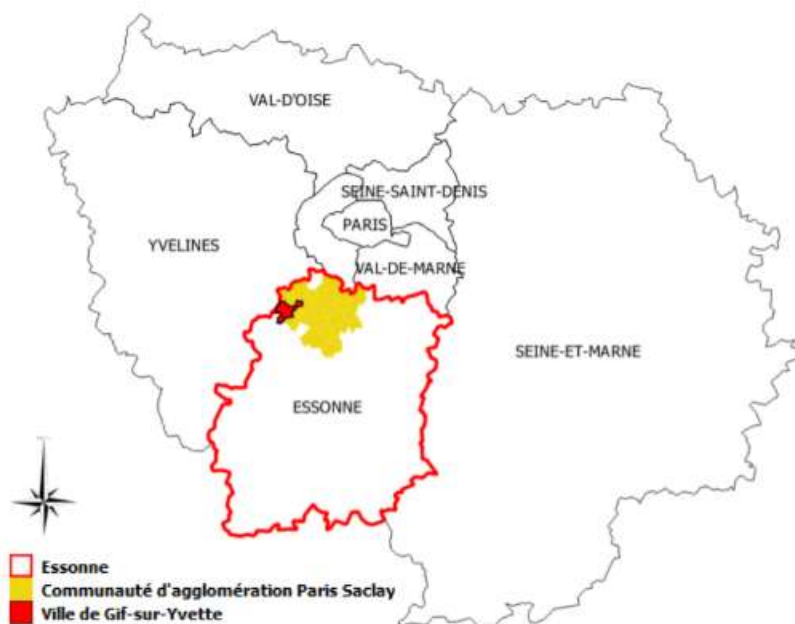 VAL-D'OISE
SEINE-SAINT-DENIS
PARIS
YVELINES
VAL-DE-MARNE
SEINE-ET-MARNE
ESSONNE
Essonne
Communauté d'agglomération Paris Saclay
Ville de Gif-sur-Yvette